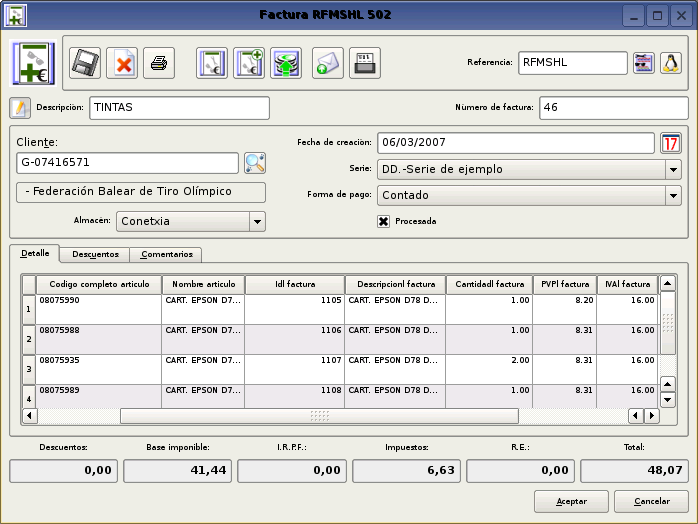 Factura RFMSHL 502
Referencia: RFMSHL
Descripción: TINTAS
Número de factura: 46
Cliente:
G-07416571
- Federación Balear de Tiro Olímpico
Almacén: Conetxia
Fecha de creación: 06/03/2007
17
Serie: DD.-Serie de ejemplo
Forma de pago: Contado
Procesada
Detalle Descuentos Comentarios
Codigo completo articulo Nombre articulo Idl factura Descripcionl factura Cantidadl factura PVPl factura IVAl factura
1 08075990 CART. EPSON D7... 1105 CART. EPSON D78 D... 1.00 8.20 16.00
2 08075988 CART. EPSON D7... 1106 CART. EPSON D78 D... 1.00 8.31 16.00
3 08075935 CART. EPSON D7... 1107 CART. EPSON D78 D... 2.00 8.31 16.00
4 08075989 CART. EPSON D7... 1108 CART. EPSON D78 D... 1.00 8.31 16.00
Descuentos: Base imponible: I.R.P.F.: Impuestos: R.E.: Total:
0,00 41,44 0,00 6,63 0,00 48,07
Aceptar Cancelar